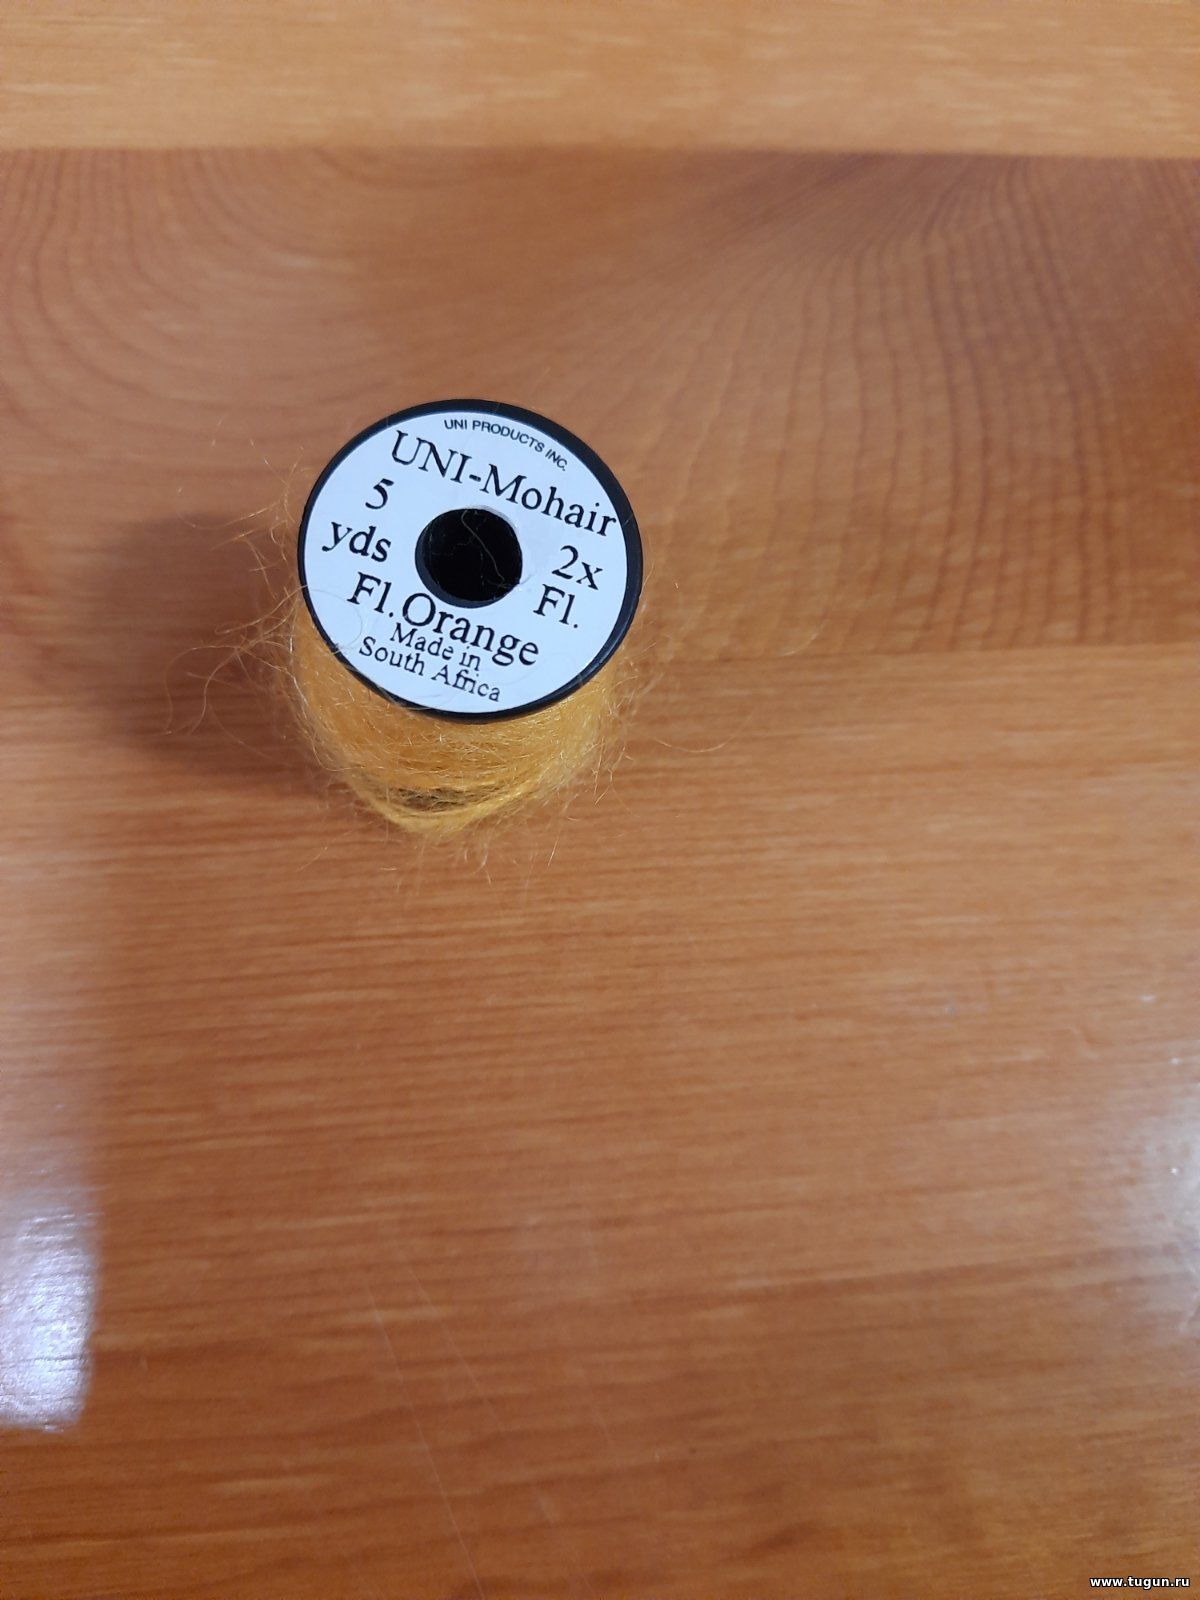 UNI PRODUCTS INC.
UNI-Mohair
5
yds
2x
Fl.
Fl. Orange
Made in
South Africa
www.tugun.ru